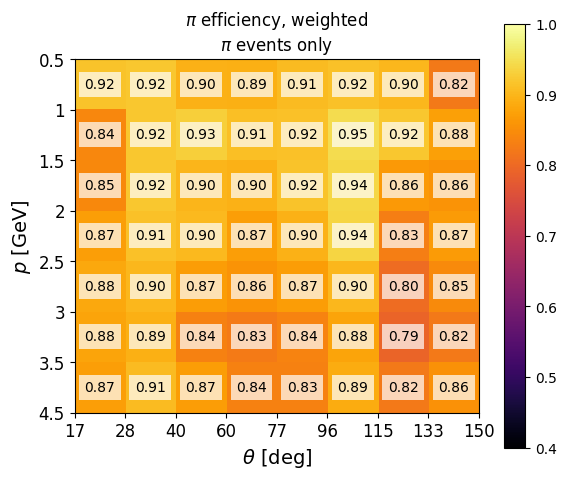 π efficiency, weighted
π events only
0.5
1
1.5
2
2.5
3
3.5
4.5
p [GeV]
0.92 0.92 0.90 0.89 0.91 0.92 0.90 0.82
0.84 0.92 0.93 0.91 0.92 0.95 0.92 0.88
0.85 0.92 0.90 0.90 0.92 0.94 0.86 0.86
0.87 0.91 0.90 0.87 0.90 0.94 0.83 0.87
0.88 0.90 0.87 0.86 0.87 0.90 0.80 0.85
0.88 0.89 0.84 0.83 0.84 0.88 0.79 0.82
0.87 0.91 0.87 0.84 0.83 0.89 0.82 0.86
17 28 40 60 77 96 115 133 150
θ [deg]
1.0
0.9
0.8
0.7
0.6
0.5
0.4